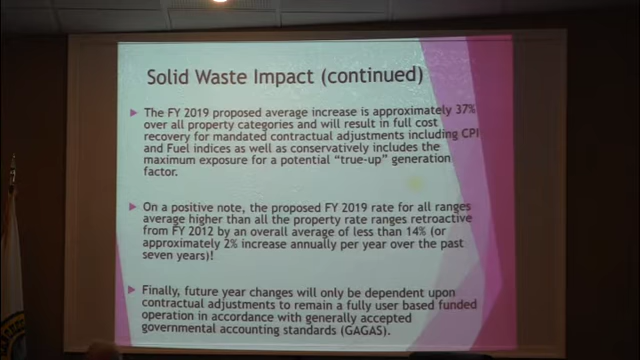 Solid Waste Impact (continued)
The FY 2019 proposed average increase is approximately 37%
over all property categories and will result in full cost
recovery for mandated contractual adjustments including CPI
and Fuel indices as well as conservatively includes the
maximum exposure for a potential “true-up” generation
factor.
On a positive note, the proposed FY 2019 rate for all ranges
average higher than all the property rate ranges retroactive
from FY 2012 by an overall average of less than 14% (or
approximately 2% increase annually per year over the past
seven years)!
Finally, future year changes will only be dependent upon
contractual adjustments to remain a fully user based funded
operation in accordance with generally accepted
governmental accounting standards (GAGAS).